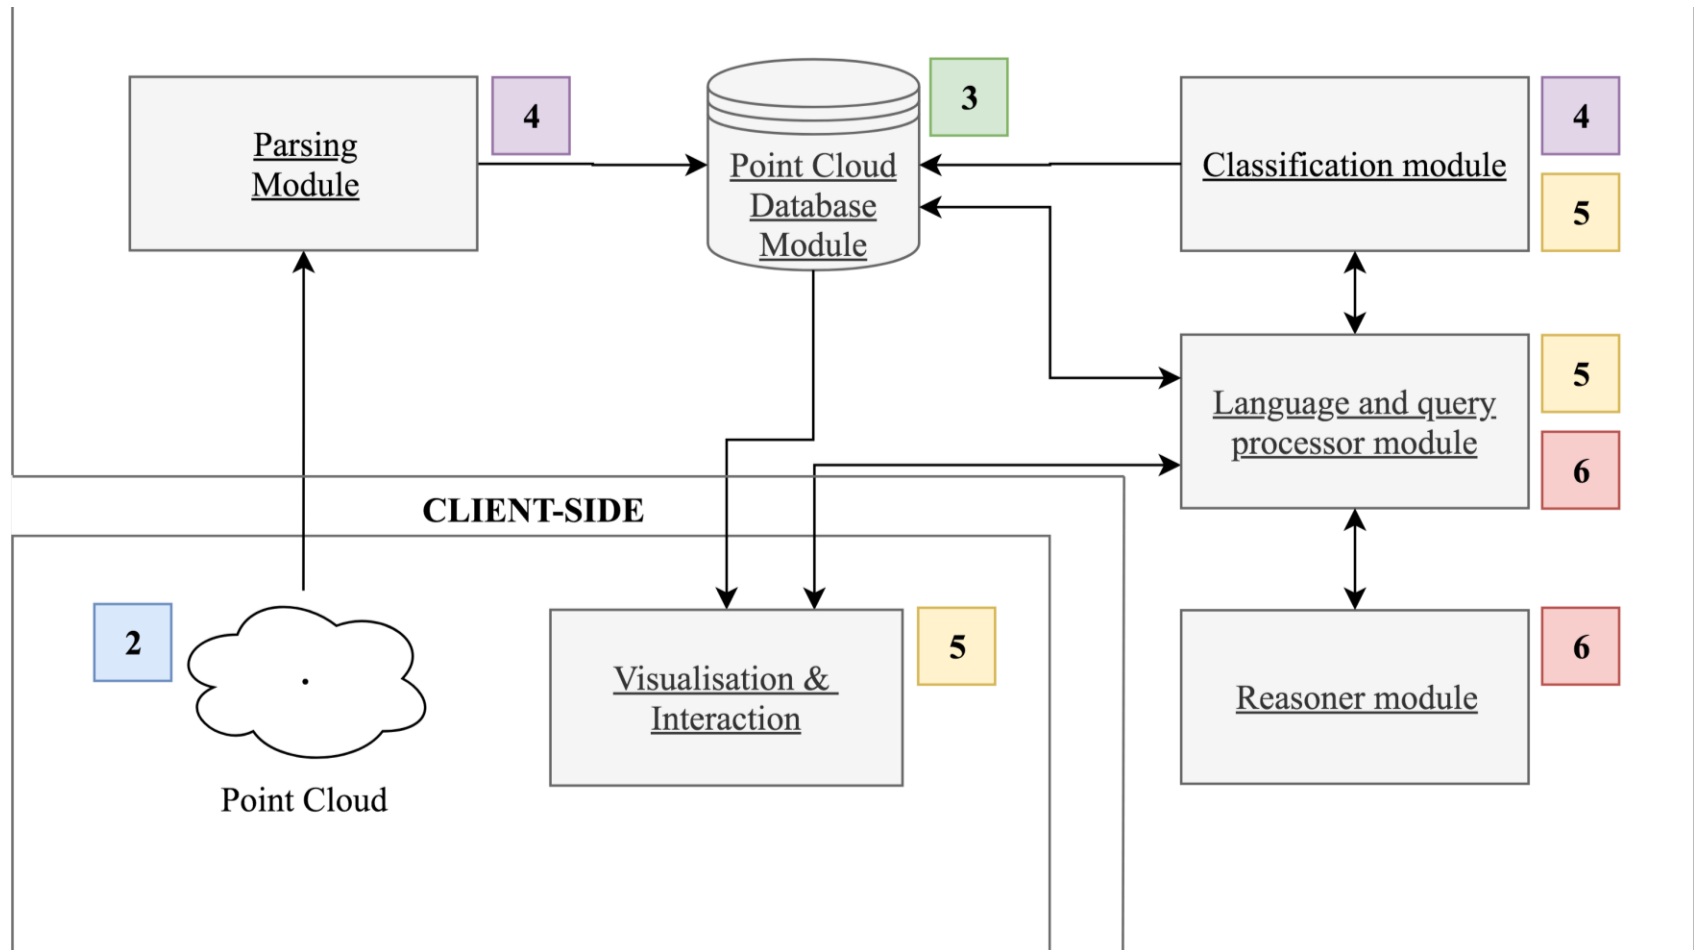 Parsing
Module
4
Point Cloud
Database
Module
3
Classification module
4
5
Language and query
processor module
5
6
CLIENT-SIDE
2
Point Cloud
Visualisation &
Interaction
5
Reasoner module
6